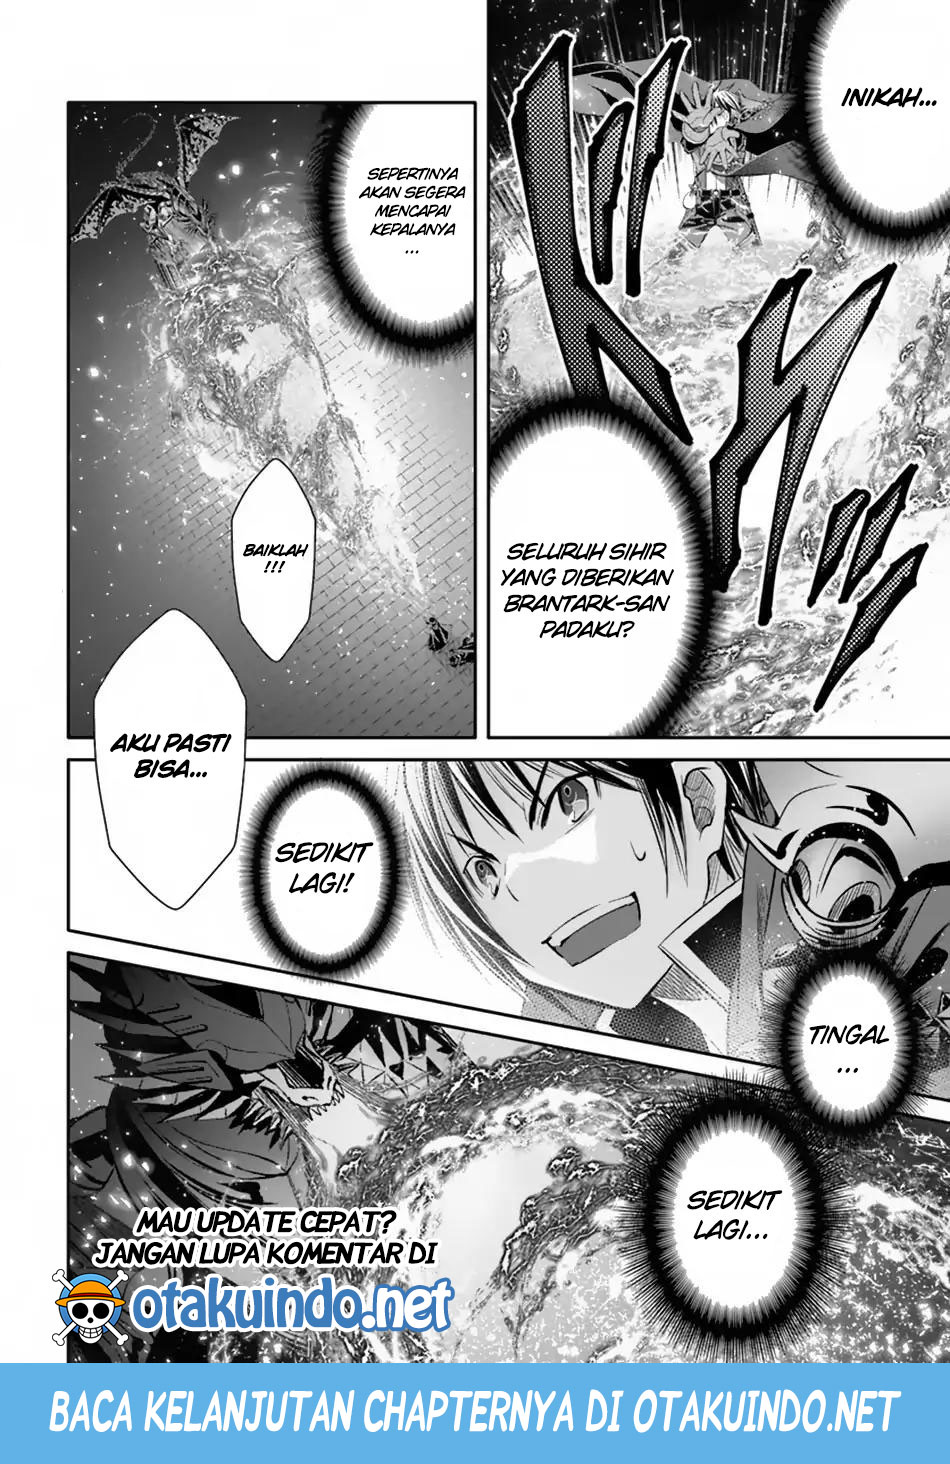 INIKAH...
SELURUH SIHIR
YANG DIBERIKAN
BRANTARK-SAN
PADAKU?
SEPERTINYA
AKAN SEGERA
MENCAPAI
KEPALANYA
...
BAIKLAH
!!!
AKU PASTI
BISA...
TINGAL
...
SEDIKIT
LAGI!
SEDIKIT
LAGI...
MAU UPDATE CEPAT?
JANGAN LUPA KOMENTAR DI
otakuindo.net
BACA KELANJUTAN CHAPTERNYA DI OTAKUINDO.NET